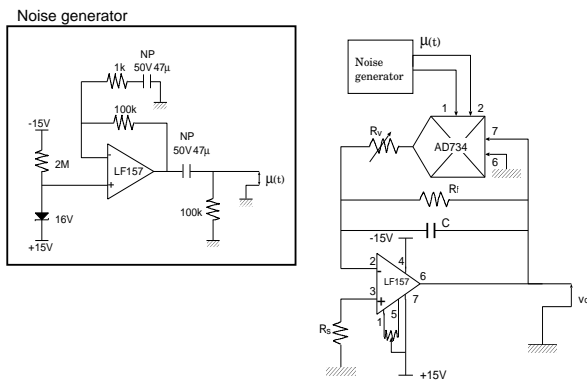 Noise generator
NP
50V 47μ
1k
100k
NP
50V 47μ
-15V
2M
-
+
LF157
μ(t)
16V
100k
+15V
μ(t)
Noise
generator
1 2
7
Rv
AD734
6
Rf
C
-15V
4
2
-
6
LF157
3
+
7
1 5
Rs
+15V